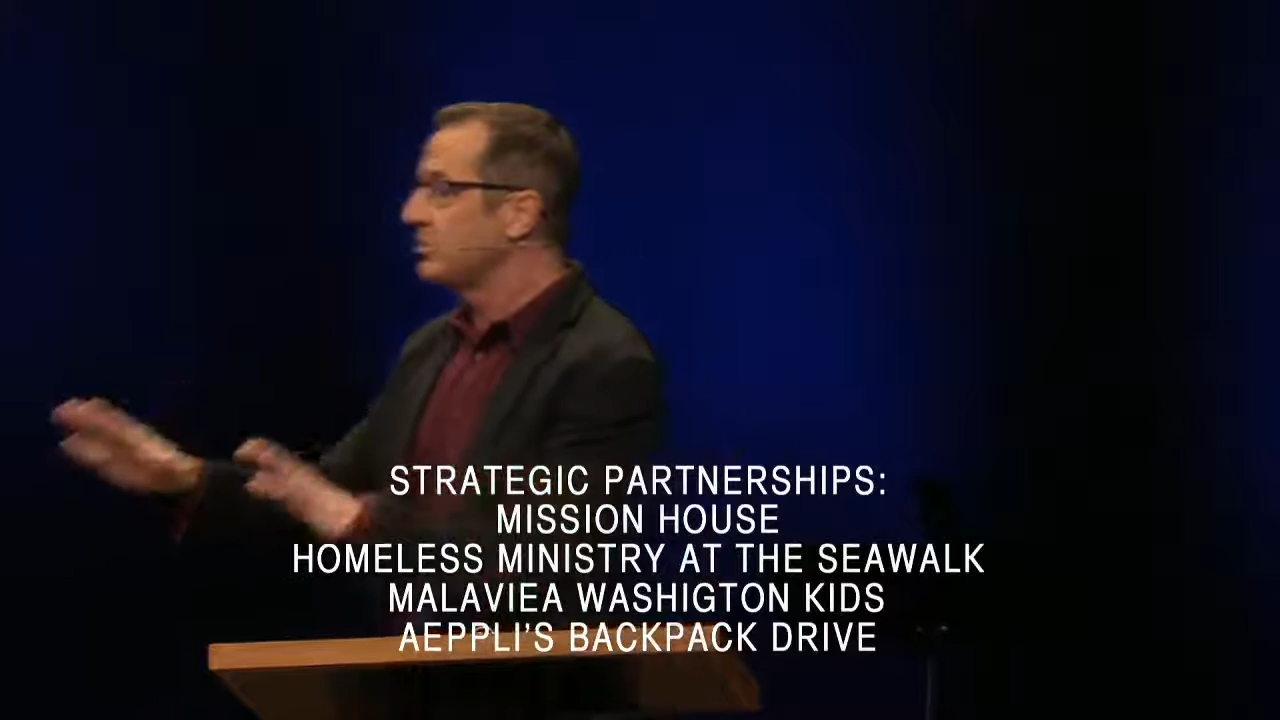 STRATEGIC PARTNERSHIPS:
MISSION HOUSE
HOMELESS MINISTRY AT THE SEAWALK
MALAVIEA WASHIGTON KIDS
AEPPLI'S BACKPACK DRIVE